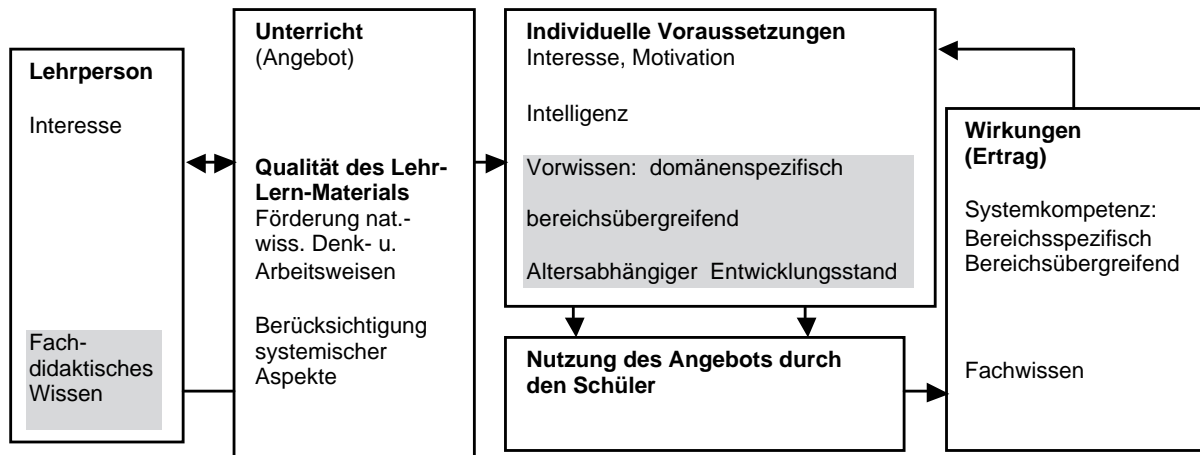 Lehrperson
Interesse
Fach-
didaktisches
Wissen
Unterricht
(Angebot)
Qualität des Lehr-
Lern-Materials
Förderung nat.-
wiss. Denk- u.
Arbeitsweisen
Berücksichtigung
systemischer
Aspekte
Individuelle Voraussetzungen
Interesse, Motivation
Intelligenz
Vorwissen: domänenspezifisch
bereichsübergreifend
Altersabhängiger Entwicklungsstand
Nutzung des Angebots durch
den Schüler
Wirkungen
(Ertrag)
Systemkompetenz:
Bereichsspezifisch
Bereichsübergreifend
Fachwissen